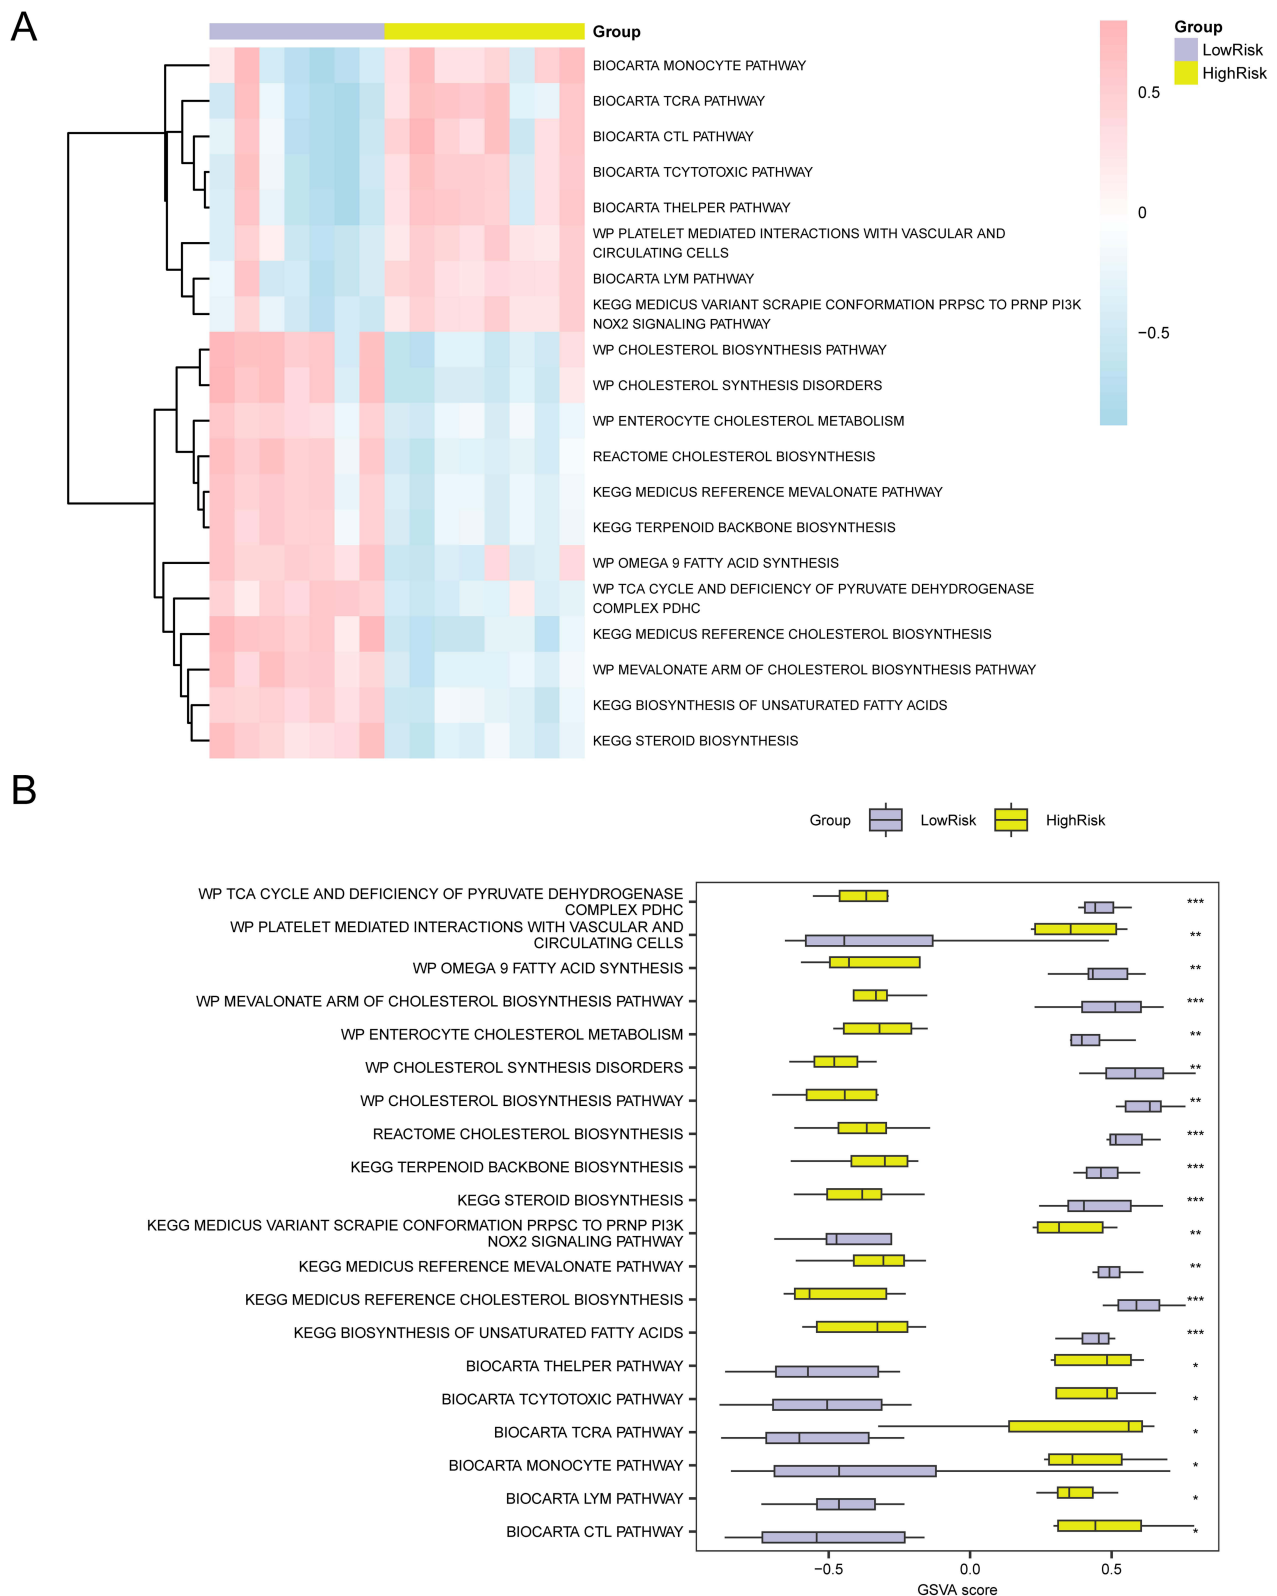 A
Group
BIOCARTA MONOCYTE PATHWAY
BIOCARTA TCRA PATHWAY
BIOCARTA CTL PATHWAY
BIOCARTA TCYTOTOXIC PATHWAY
BIOCARTA THELPER PATHWAY
WP PLATELET MEDIATED INTERACTIONS WITH VASCULAR AND
CIRCULATING CELLS
BIOCARTA LYM PATHWAY
KEGG MEDICUS VARIANT SCRAPIE CONFORMATION PRPSC TO PRNP PI3K
NOX2 SIGNALING PATHWAY
WP CHOLESTEROL BIOSYNTHESIS PATHWAY
WP CHOLESTEROL SYNTHESIS DISORDERS
WP ENTEROCYTE CHOLESTEROL METABOLISM
REACTOME CHOLESTEROL BIOSYNTHESIS
KEGG MEDICUS REFERENCE MEVALONATE PATHWAY
KEGG TERPENOID BACKBONE BIOSYNTHESIS
WP OMEGA 9 FATTY ACID SYNTHESIS
WP TCA CYCLE AND DEFICIENCY OF PYRUVATE DEHYDROGENASE
COMPLEX PDHC
KEGG MEDICUS REFERENCE CHOLESTEROL BIOSYNTHESIS
WP MEVALONATE ARM OF CHOLESTEROL BIOSYNTHESIS PATHWAY
KEGG BIOSYNTHESIS OF UNSATURATED FATTY ACIDS
KEGG STEROID BIOSYNTHESIS
0.5
0
−0.5
Group
LowRisk
HighRisk
B
Group LowRisk HighRisk
WP TCA CYCLE AND DEFICIENCY OF PYRUVATE DEHYDROGENASE
COMPLEX PDHC ***
WP PLATELET MEDIATED INTERACTIONS WITH VASCULAR AND
CIRCULATING CELLS **
WP OMEGA 9 FATTY ACID SYNTHESIS **
WP MEVALONATE ARM OF CHOLESTEROL BIOSYNTHESIS PATHWAY ***
WP ENTEROCYTE CHOLESTEROL METABOLISM **
WP CHOLESTEROL SYNTHESIS DISORDERS **
WP CHOLESTEROL BIOSYNTHESIS PATHWAY **
REACTOME CHOLESTEROL BIOSYNTHESIS ***
KEGG TERPENOID BACKBONE BIOSYNTHESIS ***
KEGG STEROID BIOSYNTHESIS ***
KEGG MEDICUS VARIANT SCRAPIE CONFORMATION PRPSC TO PRNP PI3K
NOX2 SIGNALING PATHWAY **
KEGG MEDICUS REFERENCE MEVALONATE PATHWAY **
KEGG MEDICUS REFERENCE CHOLESTEROL BIOSYNTHESIS ***
KEGG BIOSYNTHESIS OF UNSATURATED FATTY ACIDS ***
BIOCARTA THELPER PATHWAY *
BIOCARTA TCYTOTOXIC PATHWAY *
BIOCARTA TCRA PATHWAY *
BIOCARTA MONOCYTE PATHWAY *
BIOCARTA LYM PATHWAY *
BIOCARTA CTL PATHWAY *
−0.5 0.0 0.5
GSVA score